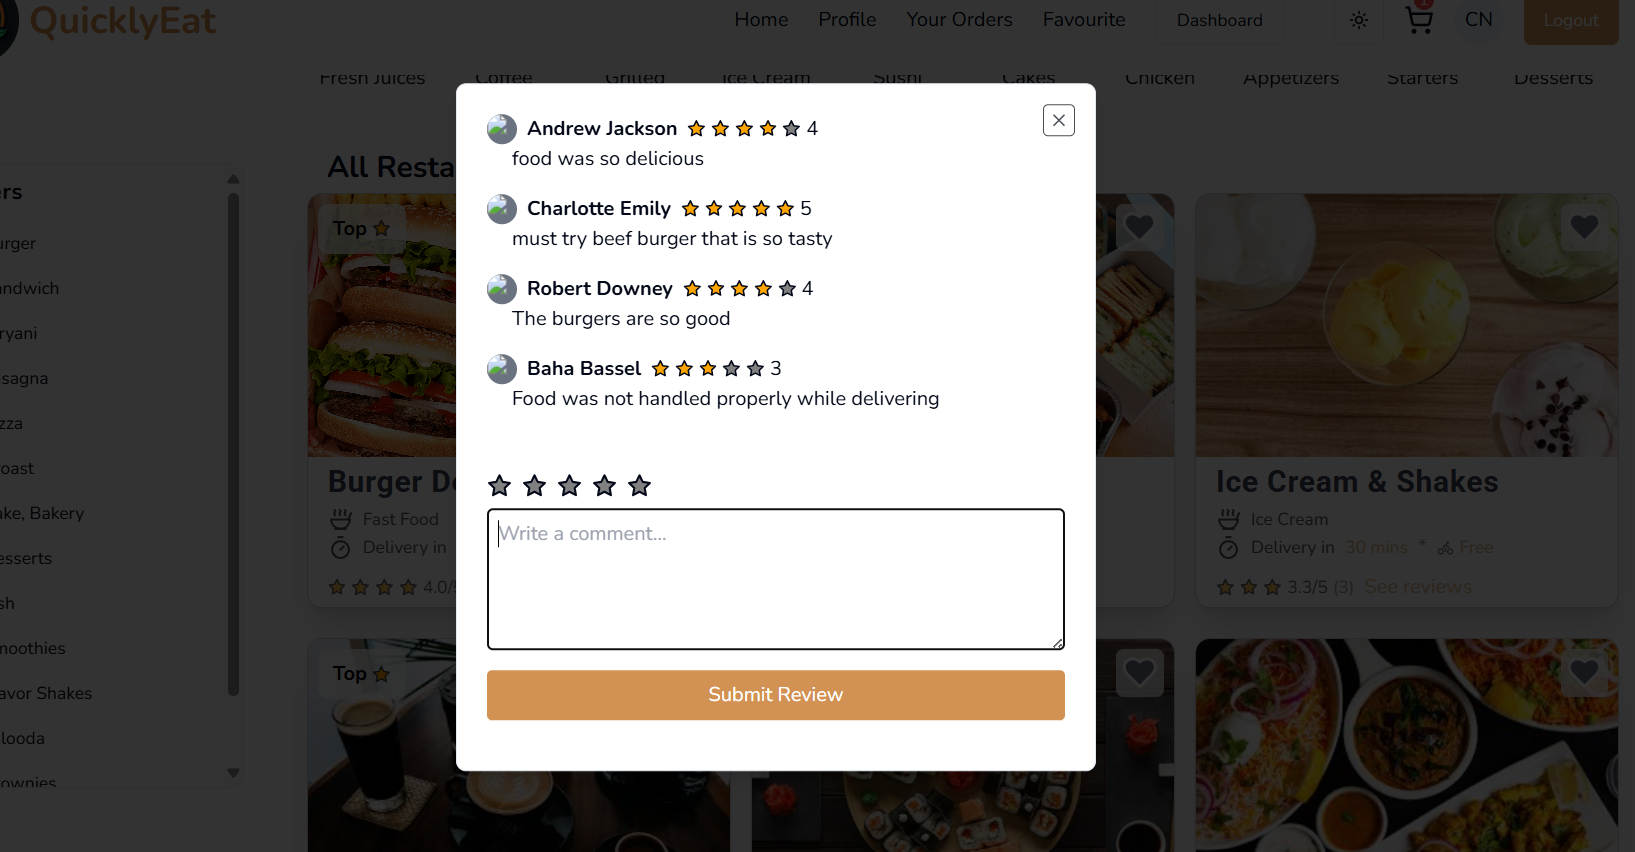 QuicklyEat
Home Profile Your Orders Favourite Dashboard CN Logout
Fresh Juices Coffee Grilled Ice Cream Sushi Cakes Chicken Appetizers Starters Desserts
All Resta
ers
urger
ndwich
ryani
sagna
zza
oast
ake, Bakery
esserts
sh
moothies
avor Shakes
looda
ownies
Top
Andrew Jackson 4
food was so delicious
Charlotte Emily 5
must try beef burger that is so tasty
Robert Downey 4
The burgers are so good
Baha Bassel 3
Food was not handled properly while delivering
Write a comment...
Submit Review
Burger De
Fast Food
Delivery in
4.0/5
Ice Cream & Shakes
Ice Cream
Delivery in 30 mins * Free
3.3/5 (3) See reviews
Top